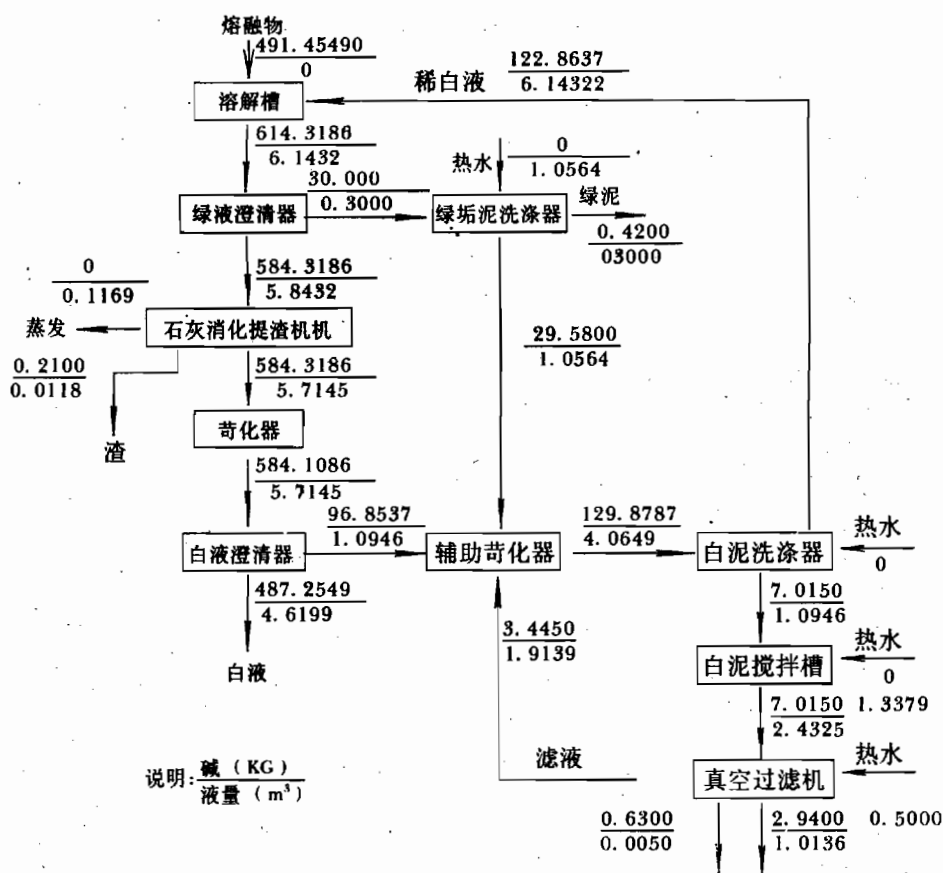 熔融物
491.45490
0
稀白液
122.8637
6.14322
溶解槽
614.3186
6.1432
热水
0
1.0564
30.000
0.3000
绿泥
绿液澄清器
绿垢泥洗涤器
0.4200
03000
584.3186
5.8432
0
0.1169
蒸发
石灰消化提渣机机
29.5800
1.0564
0.2100
0.0118
584.3186
5.7145
渣
苛化器
584.1086
5.7145
96.8537
1.0946
129.8787
4.0649
热水
白液澄清器
辅助苛化器
白泥洗涤器
0
487.2549
4.6199
7.0150
1.0946
3.4450
1.9139
热水
白液
白泥搅拌槽
0
7.0150
1.3379
2.4325
滤液
热水
说明:碱(KG)
液量(m³)
真空过滤机
0.6300
0.0050
2.9400
1.0136
0.5000